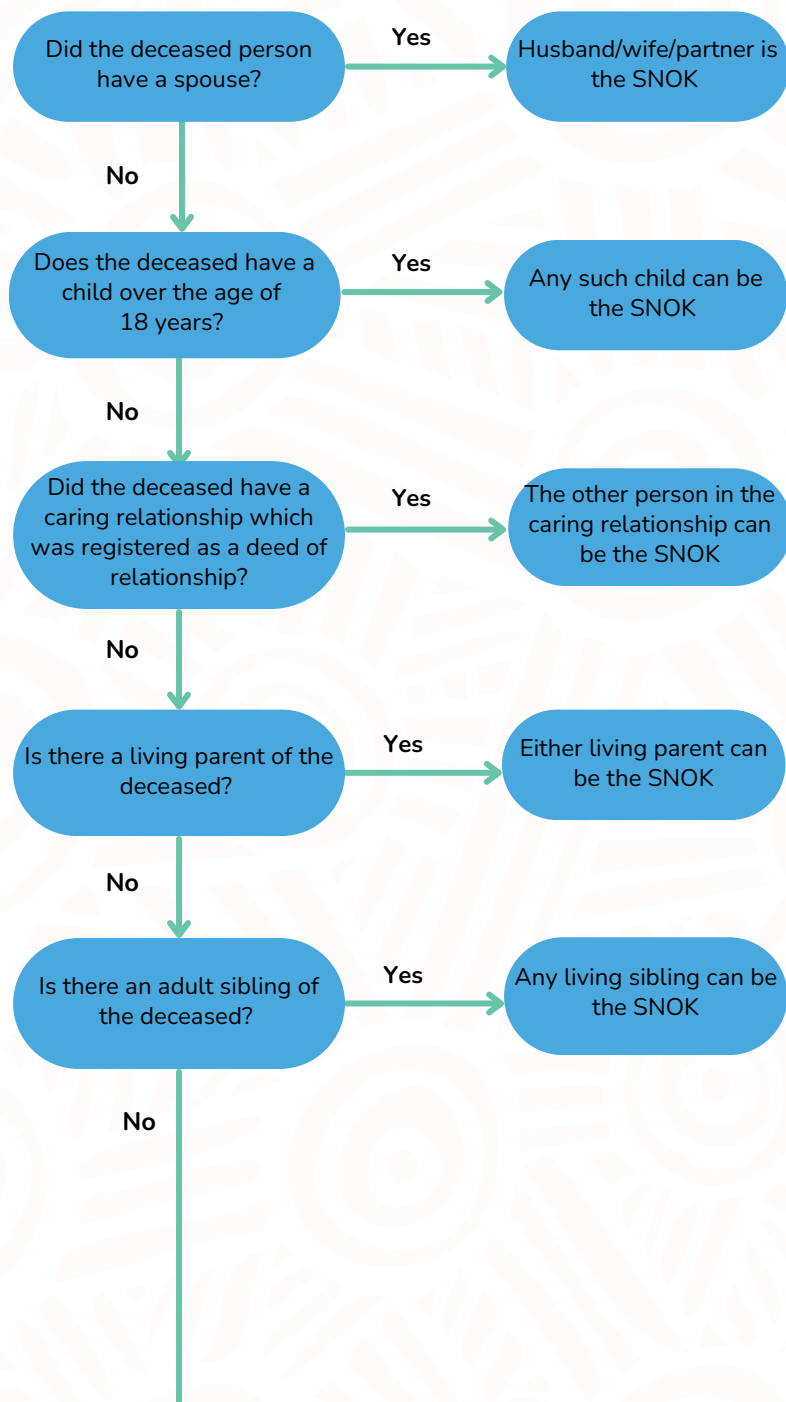 Did the deceased person
have a spouse?
Yes
Husband/wife/partner is
the SNOK
No
Does the deceased have a
child over the age of
18 years?
Yes
Any such child can be
the SNOK
No
Did the deceased have a
caring relationship which
was registered as a deed of
relationship?
Yes
The other person in the
caring relationship can
be the SNOK
No
Is there a living parent of the
deceased?
Yes
Either living parent can
be the SNOK
No
Is there an adult sibling of
the deceased?
Yes
Any living sibling can be
the SNOK
No